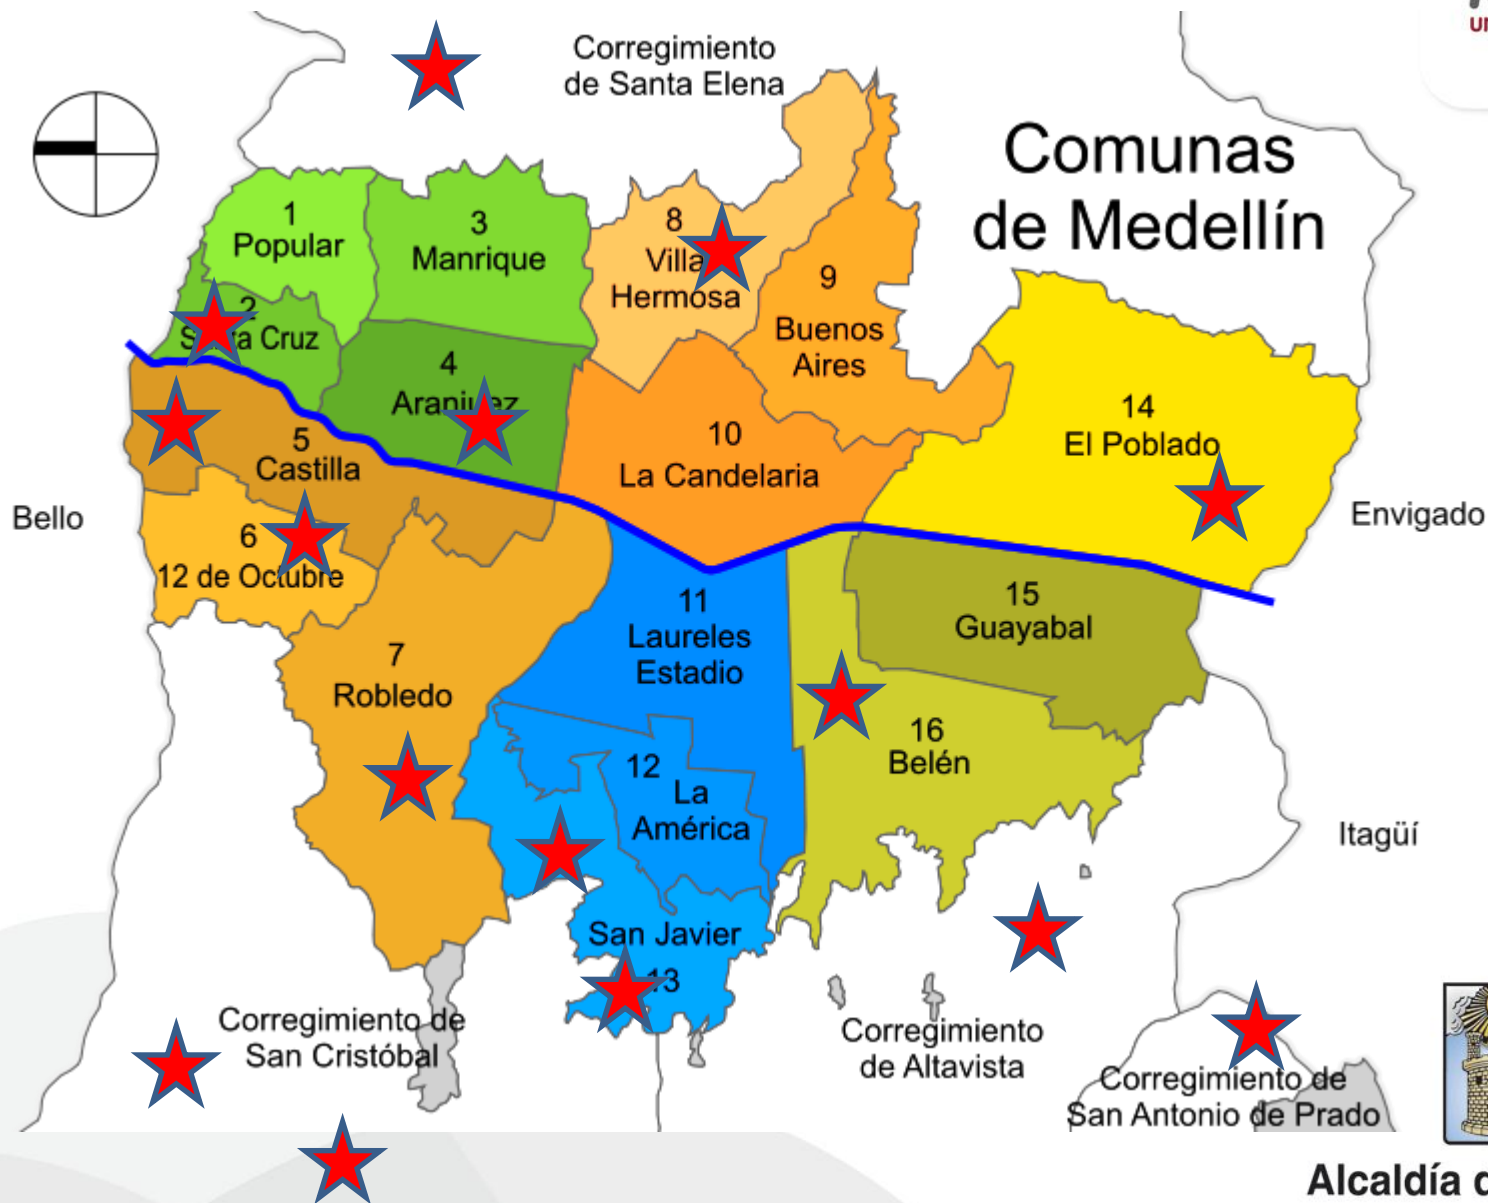 Corregimiento
de Santa Elena
Comunas
de Medellín
1
Popular
3
Manrique
8
Villa
Hermosa
9
Buenos
Aires
2
Santa Cruz
4
Aranjuez
14
El Poblado
10
La Candelaria
5
Castilla
Bello
Envigado
6
12 de Octubre
15
Guayabal
11
Laureles
Estadio
7
Robledo
16
Belén
12
La
América
Itagüí
San Javier
13
Corregimiento de
San Cristóbal
Corregimiento
de Altavista
Corregimiento de
San Antonio de Prado
Alcaldía